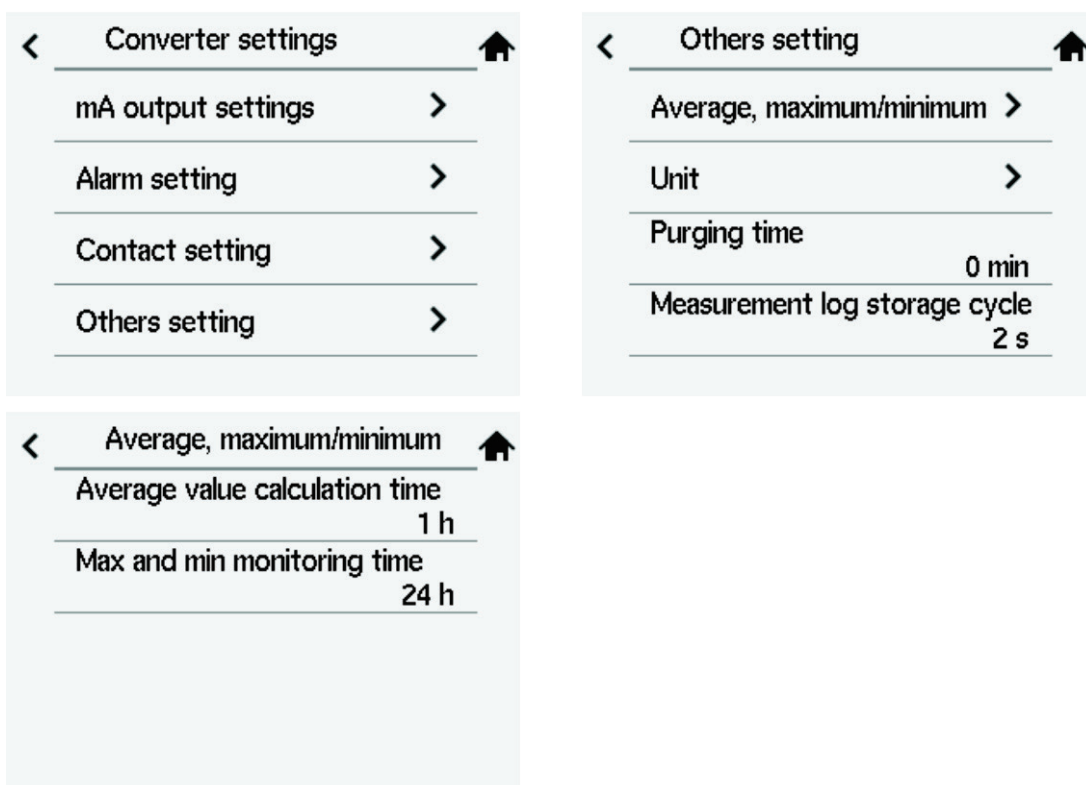 Converter settings
mA output settings
Alarm setting
Contact setting
Others setting
Others setting
Average, maximum/minimum
Unit
Purging time
0 min
Measurement log storage cycle
2 s
Average, maximum/minimum
Average value calculation time
1 h
Max and min monitoring time
24 h